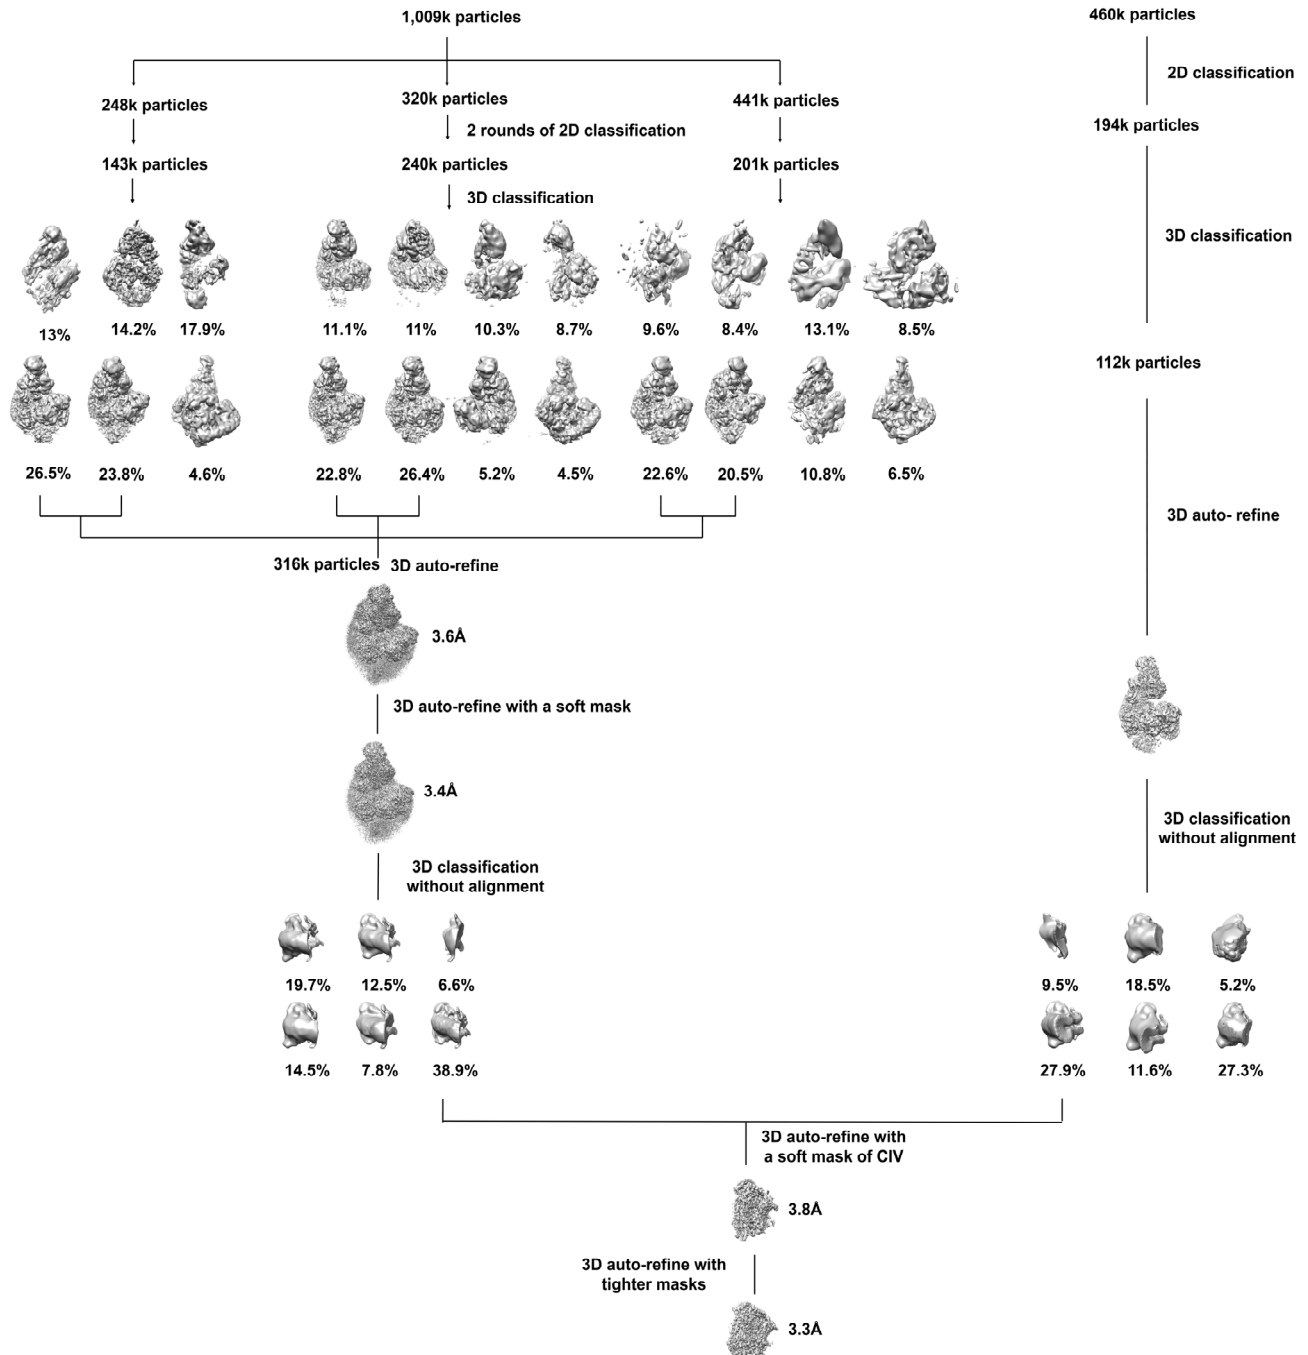 1,009k particles
460k particles
2D classification
248k particles
320k particles
441k particles
2 rounds of 2D classification
194k particles
143k particles
240k particles
201k particles
3D classification
3D classification
13%
14.2%
17.9%
11.1%
11%
10.3%
8.7%
9.6%
8.4%
13.1%
8.5%
112k particles
26.5%
23.8%
4.6%
22.8%
26.4%
5.2%
4.5%
22.6%
20.5%
10.8%
6.5%
3D auto- refine
316k particles
3D auto-refine
3.6Å
3D auto-refine with a soft mask
3.4Å
3D classification
without alignment
3D classification
without alignment
19.7%
12.5%
6.6%
9.5%
18.5%
5.2%
14.5%
7.8%
38.9%
27.9%
11.6%
27.3%
3D auto-refine with
a soft mask of CIV
3.8Å
3D auto-refine with
tighter masks
3.3Å